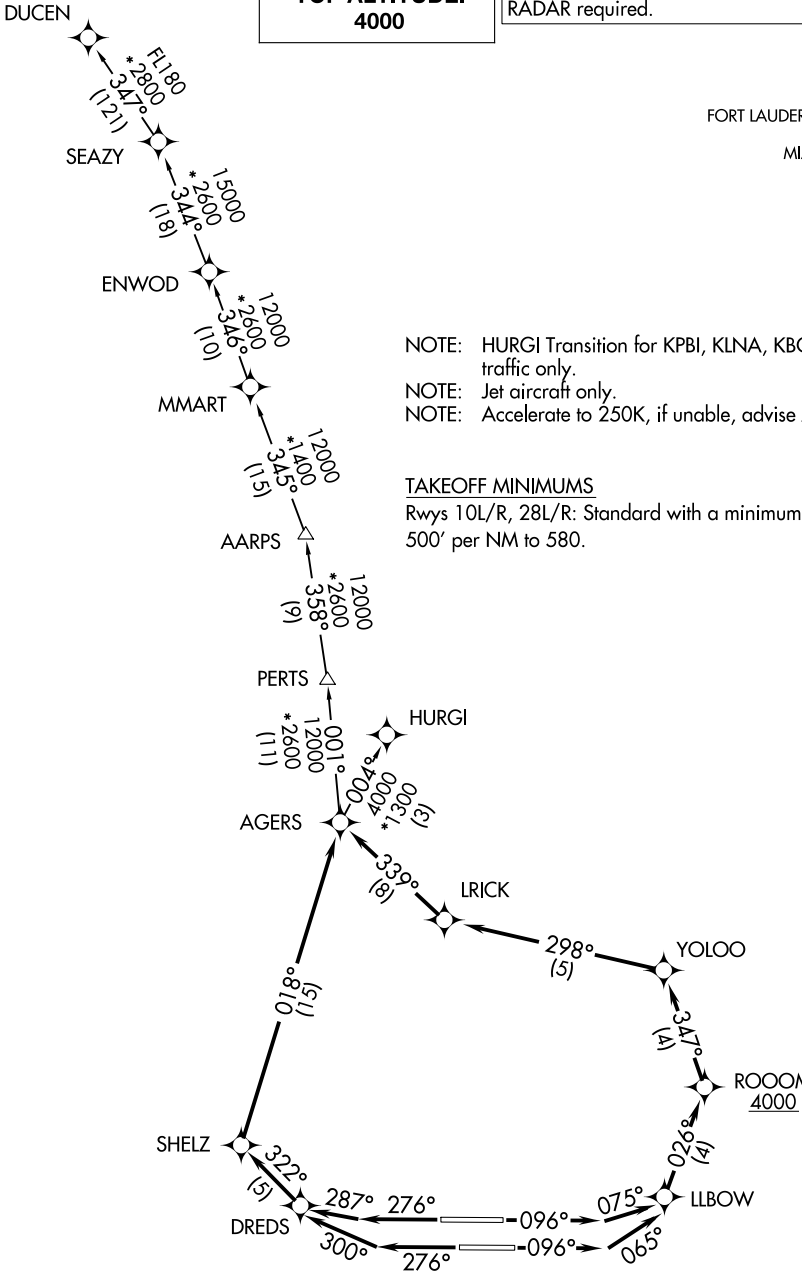 DUCEN
4000
RADAR required.
FL180
*2800
347°
(121)
FORT LAUDER
SEAZY
15000
*2600
344°
(18)
ENWOD
12000
*2600
346°
(10)
NOTE: HURGI Transition for KPBI, KLNA,
traffic only.
NOTE: Jet aircraft only.
NOTE: Accelerate to 250K, if unable, advise
MMART
12000
*1400
345°
(15)
TAKEOFF MINIMUMS
Rwys 10L/R, 28L/R: Standard with a minimum
500' per NM to 580.
AARPS
12000
*2600
358°
(9)
PERTS
HURGI
001°
12000
*2600
(11)
004°
4000
*1300
(3)
AGERS
339°
(8)
LRICK
298°
(5)
YOLOO
018°
(15)
347°
(4)
ROOOM
4000
026°
(4)
SHELZ
322°
(5)
DREDS
287°
276°
096°
075°
LLBOW
300°
276°
096°
065°